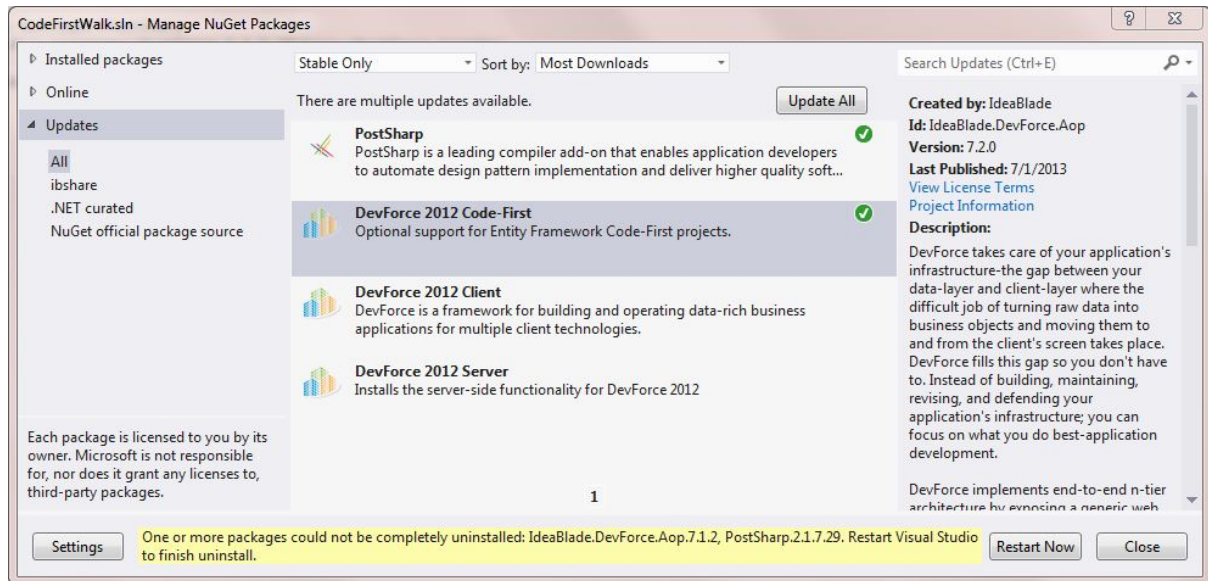 CodeFirstWalk.sln - Manage NuGet Packages
Installed packages
Online
Updates
All
ibshare
.NET curated
NuGet official package source
Each package is licensed to you by its
owner. Microsoft is not responsible
for, nor does it grant any licenses to,
third-party packages.
Stable Only
Sort by: Most Downloads
There are multiple updates available.
Update All
PostSharp
PostSharp is a leading compiler add-on that enables application developers
to automate design pattern implementation and deliver higher quality soft...
DevForce 2012 Code-First
Optional support for Entity Framework Code-First projects.
DevForce 2012 Client
DevForce is a framework for building and operating data-rich business
applications for multiple client technologies.
DevForce 2012 Server
Installs the server-side functionality for DevForce 2012
1
Search Updates (Ctrl+E)
Created by: IdeaBlade
Id: IdeaBlade.DevForce.Aop
Version: 7.2.0
Last Published: 7/1/2013
View License Terms
Project Information
Description:
DevForce takes care of your application's
infrastructure-the gap between your
data-layer and client-layer where the
difficult job of turning raw data into
business objects and moving them to
and from the client's screen takes place.
DevForce fills this gap so you don't have
to. Instead of building, maintaining,
revising, and defending your
application's infrastructure; you can
focus on what you do best-application
development.
DevForce implements end-to-end n-tier
architecture by exposing a generic web
Settings
One or more packages could not be completely uninstalled: IdeaBlade.DevForce.Aop.7.1.2, PostSharp.2.1.7.29. Restart Visual Studio
to finish uninstall.
Restart Now
Close